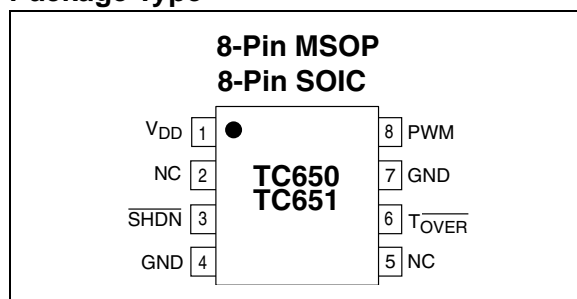 Package Type
8-Pin MSOP
8-Pin SOIC
VDD 1
8 PWM
NC 2
7 GND
TC650
TC651
SHDN 3
6 TOVER
GND 4
5 NC